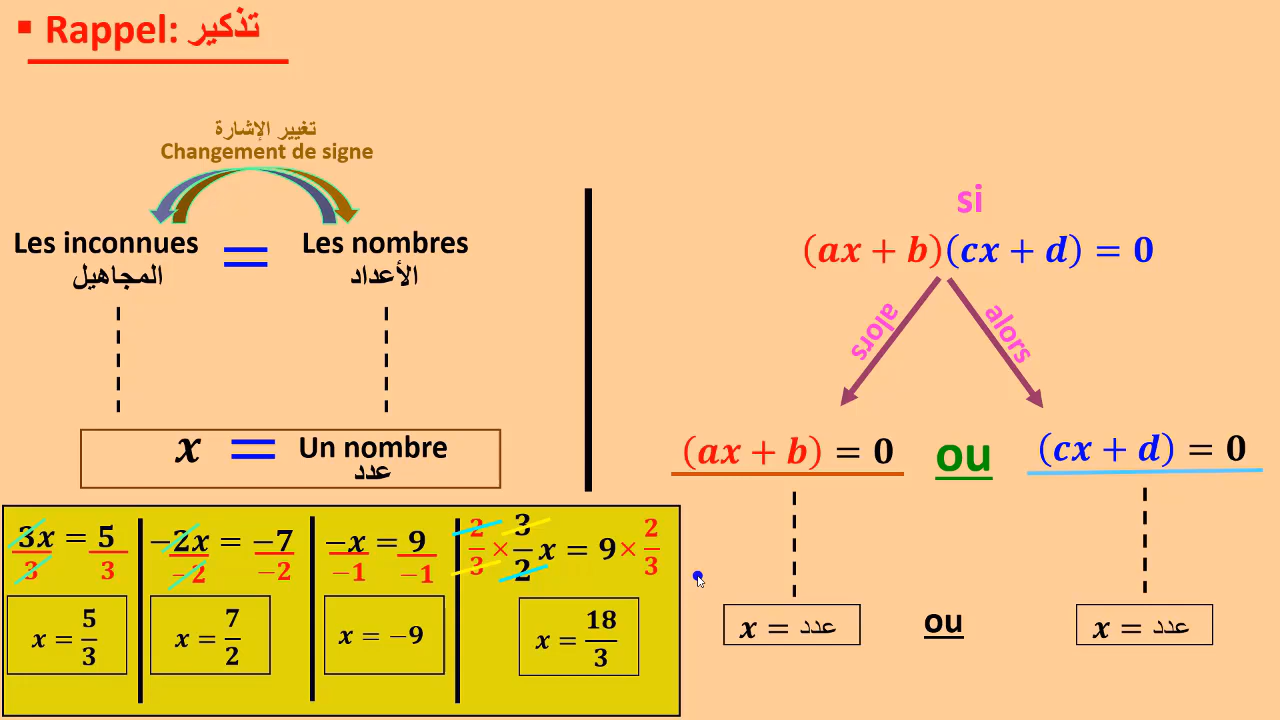 ▪ Rappel: تذكير
تغيير الإشارة
Changement de signe
Les inconnues = Les nombres
المجاهيل الأعداد
x = Un nombre
عدد
3x/3 = 5/3
x = 5/3
-2x/-2 = -7/-2
x = 7/2
-x/-1 = 9/-1
x = -9
2/3 × 3/2 x = 9 × 2/3
x = 18/3
si
(ax + b)(cx + d) = 0
alors alors
(ax + b) = 0 ou (cx + d) = 0
x = عدد ou x = عدد